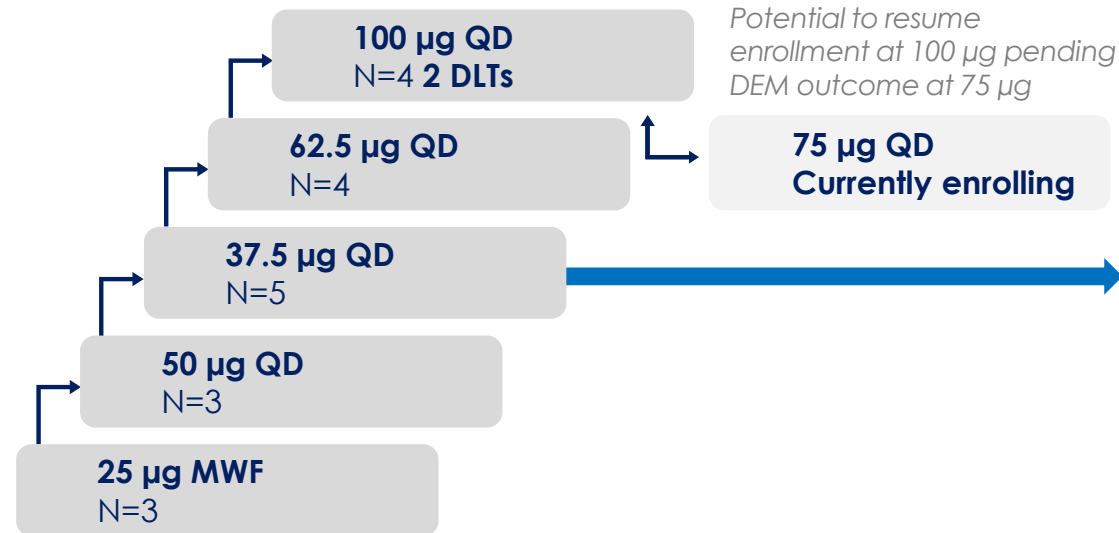 100 µg QD
N=4 2 DLTs
Potential to resume
enrollment at 100 µg pending
DEM outcome at 75 µg
62.5 µg QD
N=4
75 µg QD
Currently enrolling
37.5 µg QD
N=5
50 µg QD
N=3
25 µg MWF
N=3